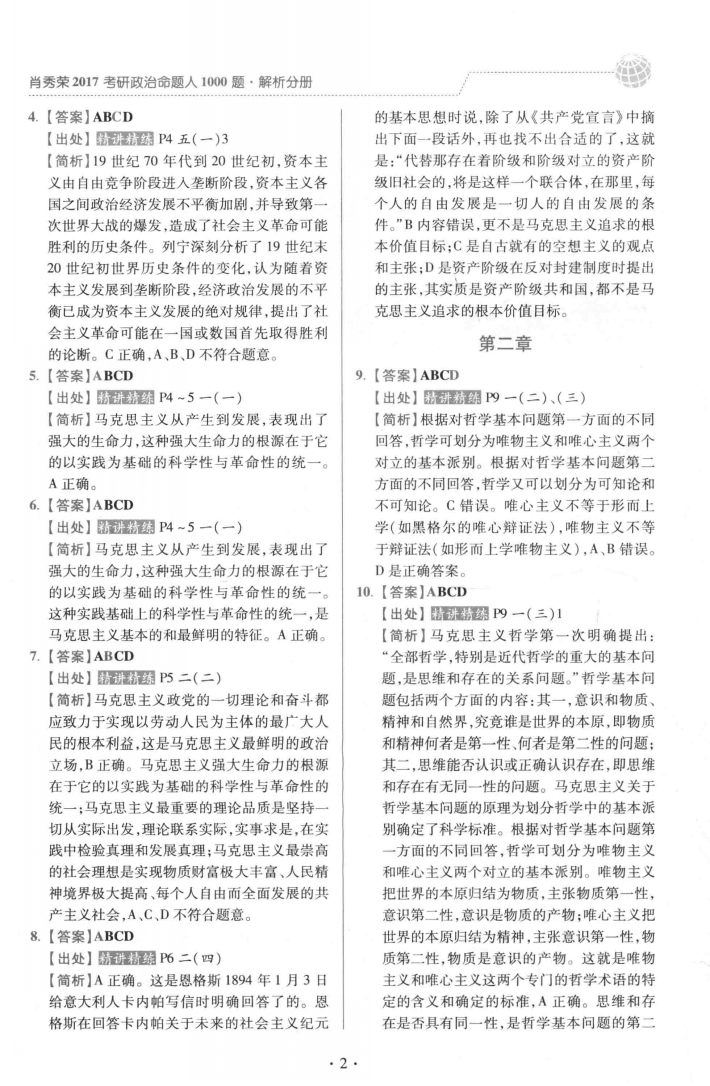 肖秀荣2017考研政治命题人1000题·解析分册
4.【答案】ABCD
【出处】精讲精练 P4 五(一)3
【简析】19 世纪 70 年代到 20 世纪初,资本主
义由自由竞争阶段进入垄断阶段,资本主义各
国之间政治经济发展不平衡加剧,并导致第一
次世界大战的爆发,造成了社会主义革命可能
胜利的历史条件。列宁深刻分析了 19 世纪末
20 世纪初世界历史条件的变化,认为随着资
本主义发展到垄断阶段,经济政治发展的不平
衡已成为资本主义发展的绝对规律,提出了社
会主义革命可能在一国或数国首先取得胜利
的论断。C 正确,A、B、D 不符合题意。
5.【答案】ABCD
【出处】精讲精练 P4~5 一(一)
【简析】马克思主义从产生到发展,表现出了
强大的生命力,这种强大生命力的根源在于它
的以实践为基础的科学性与革命性的统一。
A 正确。
6.【答案】ABCD
【出处】精讲精练 P4~5 一(一)
【简析】马克思主义从产生到发展,表现出了
强大的生命力,这种强大生命力的根源在于它
的以实践为基础的科学性与革命性的统一。
这种实践基础上的科学性与革命性的统一,是
马克思主义基本的和最鲜明的特征。A 正确。
7.【答案】ABCD
【出处】精讲精练 P5 二(二)
【简析】马克思主义政党的一切理论和奋斗都
应致力于实现以劳动人民为主体的最广大人
民的根本利益,这是马克思主义最鲜明的政治
立场,B 正确。马克思主义强大生命力的根源
在于它的以实践为基础的科学性与革命性的
统一;马克思主义最重要的理论品质是坚持一
切从实际出发,理论联系实际,实事求是,在实
践中检验真理和发展真理;马克思主义最崇高
的社会理想是实现物质财富极大丰富、人民精
神境界极大提高、每个人自由而全面发展的共
产主义社会,A、C、D 不符合题意。
8.【答案】ABCD
【出处】精讲精练 P6 二(四)
【简析】A 正确。这是恩格斯 1894 年 1 月 3 日
给意大利人卡内帕写信时明确回答了的。恩
格斯在回答卡内帕关于未来的社会主义纪元
的基本思想时说,除了从《共产党宣言》中摘
出下面一段话外,再也找不出合适的了,这就
是:“代替那存在着阶级和阶级对立的资产阶
级旧社会的,将是这样一个联合体,在那里,每
个人的自由发展是一切人的自由发展的条
件。”B 内容错误,更不是马克思主义追求的根
本价值目标;C 是自古就有的空想主义的观点
和主张;D 是资产阶级在反对封建制度时提出
的主张,其实质是资产阶级共和国,都不是马
克思主义追求的根本价值目标。
第二章
9.【答案】ABCD
【出处】精讲精练 P9 一(二)、(三)
【简析】根据对哲学基本问题第一方面的不同
回答,哲学可划分为唯物主义和唯心主义两个
对立的基本派别。根据对哲学基本问题第二
方面的不同回答,哲学又可以划分为可知论和
不可知论。C 错误。唯心主义不等于形而上
学(如黑格尔的唯心辩证法),唯物主义不等
于辩证法(如形而上学唯物主义),A、B 错误。
D 是正确答案。
10.【答案】ABCD
【出处】精讲精练 P9 一(三)1
【简析】马克思主义哲学第一次明确提出:
“全部哲学,特别是近代哲学的重大的基本问
题,是思维和存在的关系问题。”哲学基本问
题包括两个方面的内容:其一,意识和物质、
精神和自然界,究竟谁是世界的本原,即物质
和精神何者是第一性、何者是第二性的问题;
其二,思维能否认识或正确认识存在,即思维
和存在有无同一性的问题。马克思主义关于
哲学基本问题的原理为划分哲学中的基本派
别确定了科学标准。根据对哲学基本问题第
一方面的不同回答,哲学可划分为唯物主义
和唯心主义两个对立的基本派别。唯物主义
把世界的本原归结为物质,主张物质第一性,
意识第二性,意识是物质的产物;唯心主义把
世界的本原归结为精神,主张意识第一性,物
质第二性,物质是意识的产物。这就是唯物
主义和唯心主义这两个专门的哲学术语的特
定的含义和确定的标准,A 正确。思维和存
在是否具有同一性,是哲学基本问题的第二
·2·